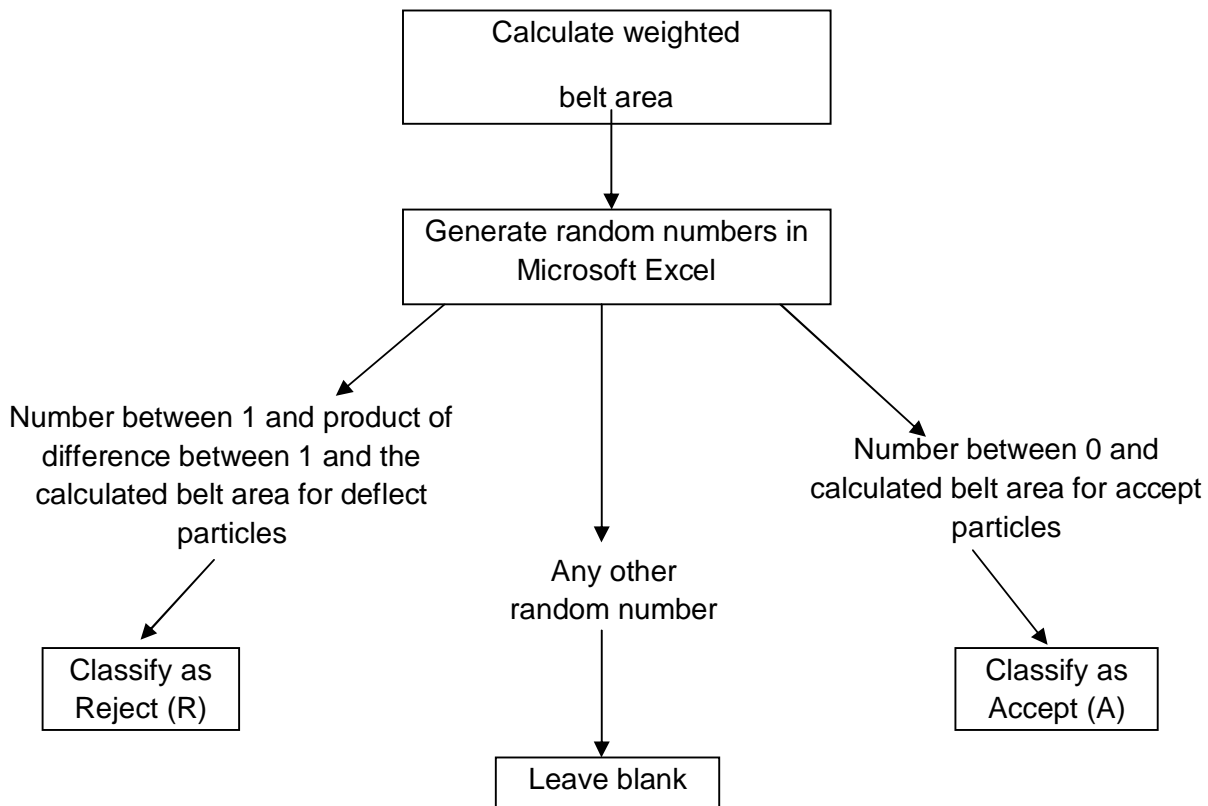 Calculate weighted
belt area
Generate random numbers in
Microsoft Excel
Number between 1 and product of
difference between 1 and the
calculated belt area for deflect
particles
Any other
random number
Number between 0 and
calculated belt area for accept
particles
Classify as
Reject (R)
Leave blank
Classify as
Accept (A)